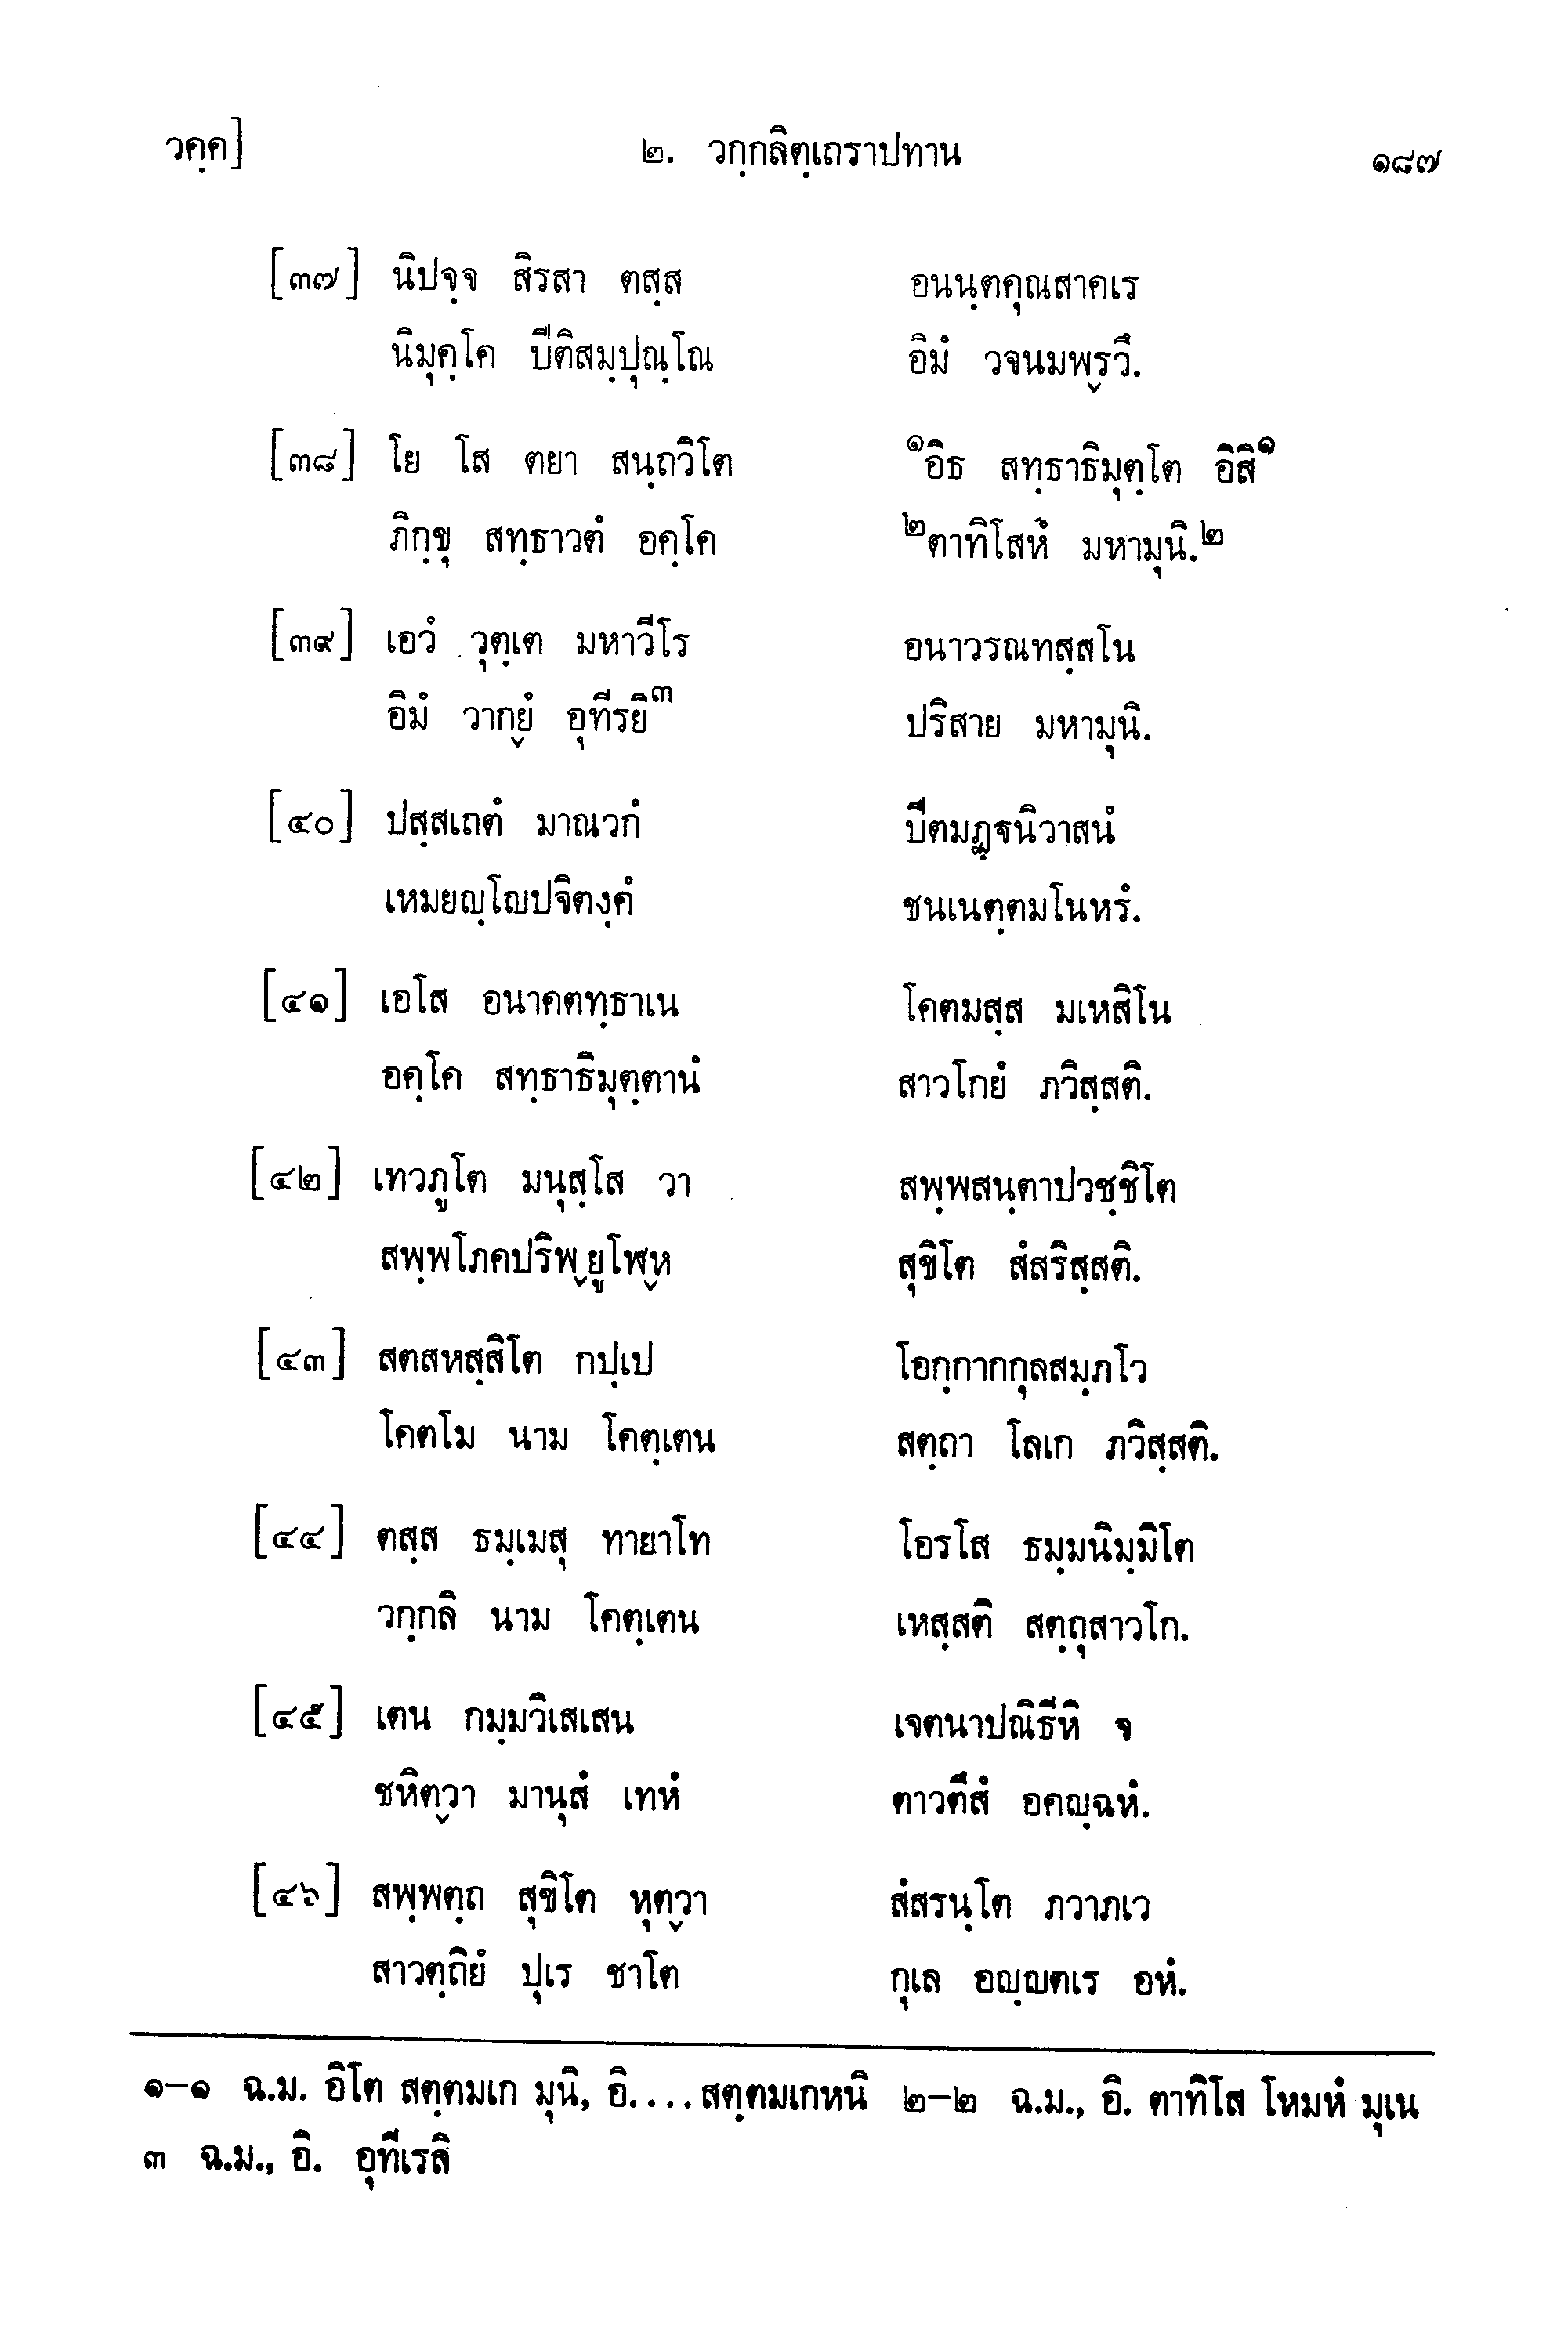 วคฺค] ๒. วกฺกลิตฺเถราปทาน ๑๘๗
[๓๗] นิปจฺจ สิรสา ตสฺส อนนฺตคุณสาคเร
นิมุคฺโค ปีติสมฺปุณฺโณ อิมํ วจนมพฺรวึ.
[๓๘] โย โส ตยา สนฺถวิโต ๑อิธ สทฺธาธิมุตฺโต อิสิ๑
ภิกฺขุ สทฺธาวตํ อคฺโค ๒ตาทิโสหํ มหามุนิ.๒
[๓๙] เอวํ วุตฺเต มหาวีโร อนาวรณทสฺสโน
อิมํ วากฺยํ อุทีรยิ๓ ปริสาย มหามุนิ.
[๔๐] ปสฺสเถตํ มาณวกํ ปีตมฏฺฐนิวาสนํ
เหมยญฺโญปจิตงฺคํ ชนเนตฺตมโนหรํ.
[๔๑] เอโส อนาคตทฺธาเน โคตมสฺส มเหสิโน
อคฺโค สทฺธาธิมุตฺตานํ สาวโกยํ ภวิสฺสติ.
[๔๒] เทวภูโต มนุสฺโส วา สพฺพสนฺตาปวชฺชิโต
สพฺพโภคปริพฺยูโฬฺห สุขิโต สํสริสฺสติ.
[๔๓] สตสหสฺสิโต กปฺเป โอกฺกากกุลสมฺภโว
โคตโม นาม โคตฺเตน สตฺถา โลเก ภวิสฺสติ.
[๔๔] ตสฺส ธมฺเมสุ ทายาโท โอรโส ธมฺมนิมฺมิโต
วกฺกลิ นาม โคตฺเตน เหสฺสติ สตฺถุสาวโก.
[๔๕] เตน กมฺมวิเสเสน เจตนาปณิธีหิ จ
ชหิตฺวา มานุสํ เทหํ ตาวตึสํ อคญฺฉหํ.
[๔๖] สพฺพตฺถ สุขิโต หุตฺวา สํสรนฺโต ภวาภเว
สาวตฺถิยํ ปุเร ชาโต กุเล อญฺญตเร อหํ.
๑-๑ ฉ.ม. อิโต สตฺตมเก มุนิ, อิ. . . . สตฺตมเกหนิ ๒-๒ ฉ.ม., อิ. ตาทิโส โหมหํ มุเน
๓ ฉ.ม., อิ. อุทีเรสิ